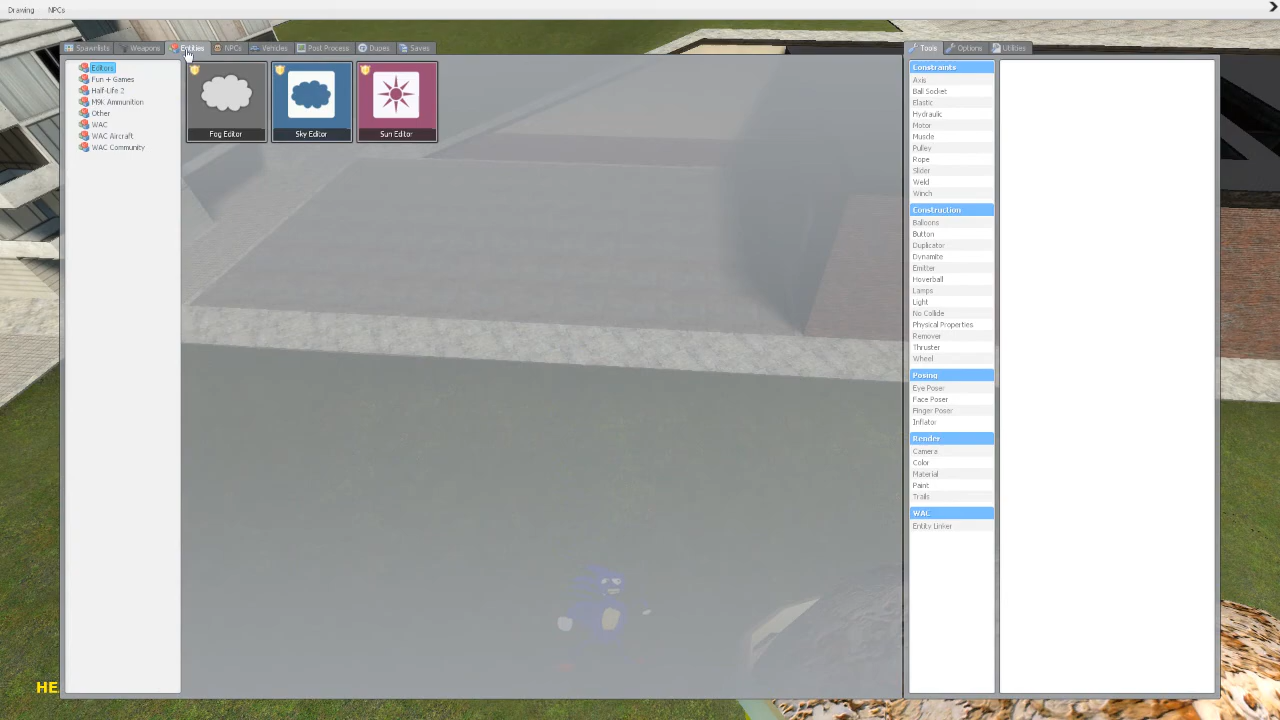 Drawing NPCs
Spawnlists Weapons Entities NPCs Vehicles Post Process Dupes Saves
Editors
Fun + Games
Half-Life 2
M9K Ammunition
Other
WAC
WAC Aircraft
WAC Community
Fog Editor
Sky Editor
Sun Editor
HE
Tools Options Utilities
Constraints
Axis
Ball Socket
Elastic
Hydraulic
Motor
Muscle
Pulley
Rope
Slider
Weld
Winch
Construction
Balloons
Button
Duplicator
Dynamite
Emitter
Hoverball
Lamps
Light
No Collide
Physical Properties
Remover
Thruster
Wheel
Posing
Eye Poser
Face Poser
Finger Poser
Inflator
Render
Camera
Color
Material
Paint
Trails
WAC
Entity Linker